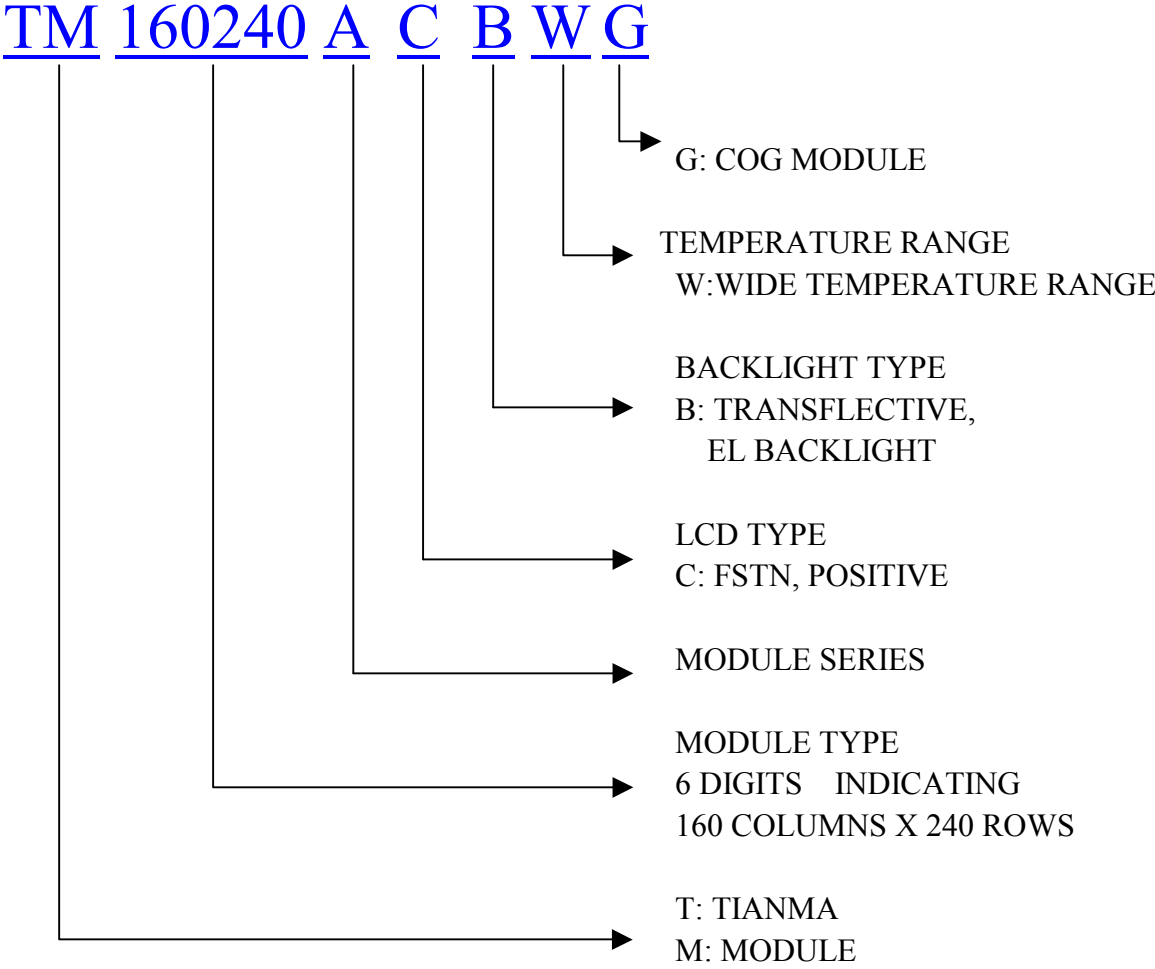 TM 160240 A C B W G
G: COG MODULE
TEMPERATURE RANGE
W:WIDE TEMPERATURE RANGE
BACKLIGHT TYPE
B: TRANSFLECTIVE,
EL BACKLIGHT
LCD TYPE
C: FSTN, POSITIVE
MODULE SERIES
MODULE TYPE
6 DIGITS INDICATING
160 COLUMNS X 240 ROWS
T: TIANMA
M: MODULE